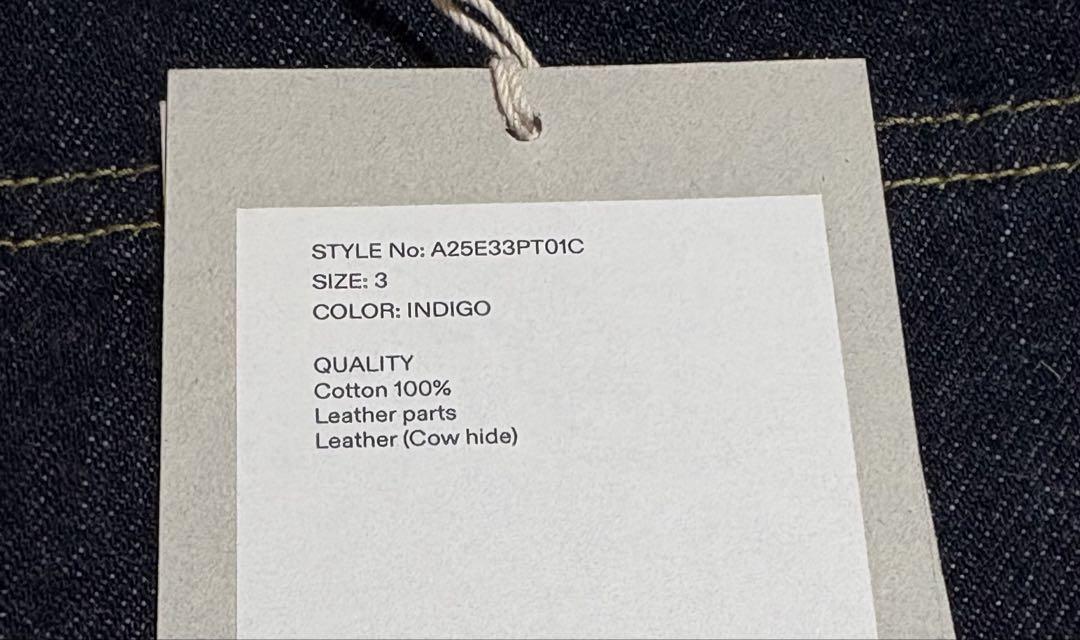 STYLE No: A25E33PT01C
SIZE: 3
COLOR: INDIGO
QUALITY
Cotton 100%
Leather parts
Leather (Cow hide)